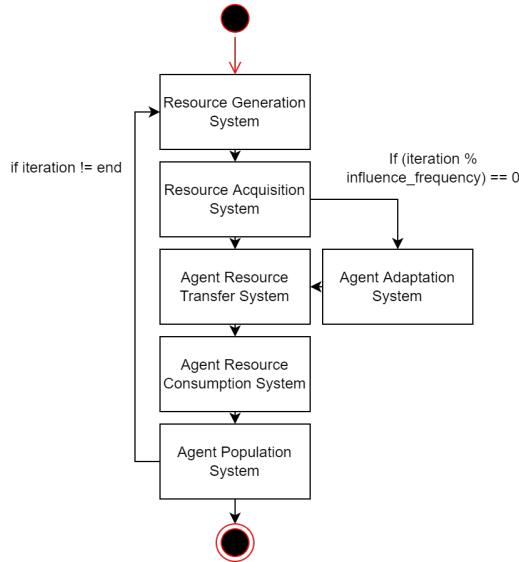 Resource Generation
System
if iteration != end
If (iteration %
influence_frequency) == 0
Resource Acquisition
System
Agent Resource
Transfer System
Agent Adaptation
System
Agent Resource
Consumption System
Agent Population
System